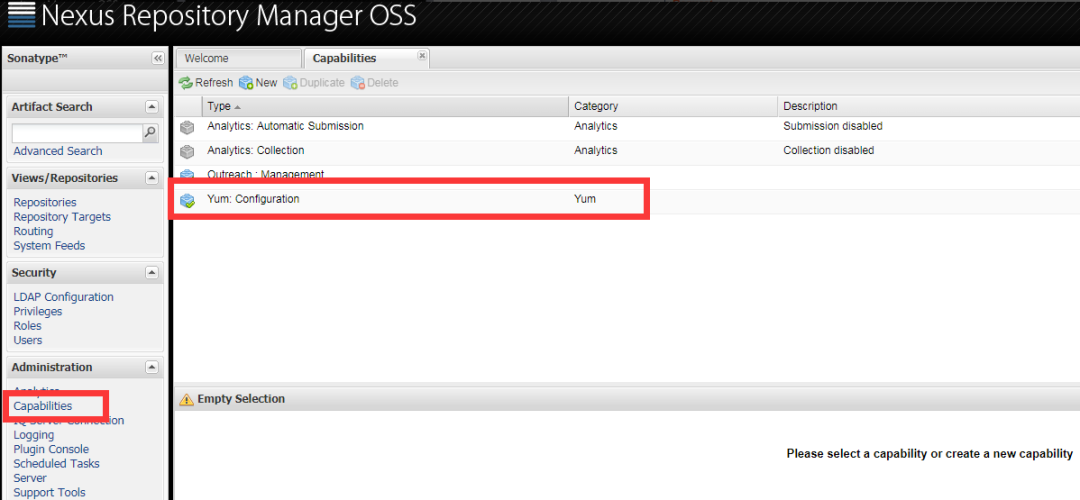 Nexus Repository Manager OSS
Sonatype™
Welcome
Capabilities
Refresh New Duplicate Delete
Type Category Description
Analytics: Automatic Submission Analytics Submission disabled
Analytics: Collection Analytics Collection disabled
Outreach : Management
Yum: Configuration Yum
Artifact Search
Advanced Search
Views/Repositories
Repositories
Repository Targets
Routing
System Feeds
Security
LDAP Configuration
Privileges
Roles
Users
Administration
Analytics
Capabilities
IQ Server Connection
Logging
Plugin Console
Scheduled Tasks
Server
Support Tools
Empty Selection
Please select a capability or create a new capability